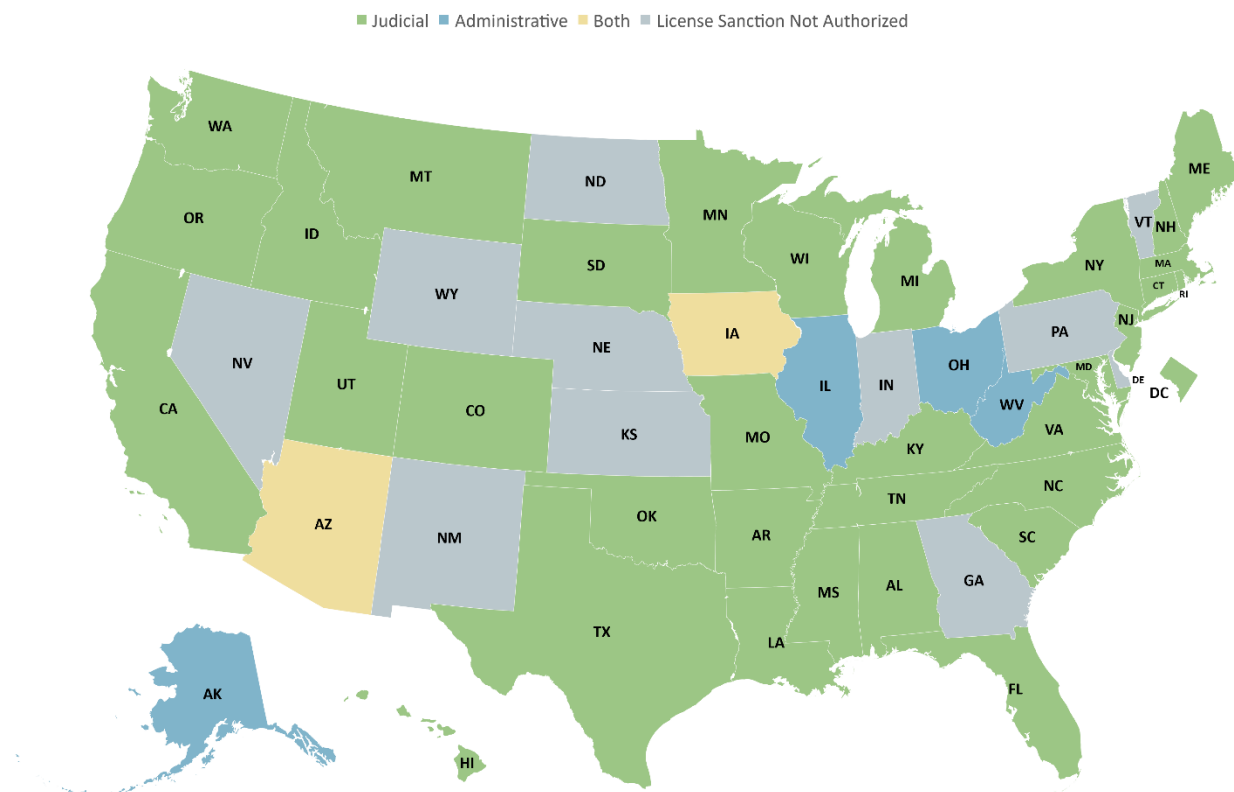 Judicial Administrative Both License Sanction Not Authorized
WA
MT
ND
MN
ME
VT
NH
OR
ID
SD
WI
MI
NY
MA
CT
RI
WY
IA
NE
PA
NJ
NV
UT
CO
IL
IN
OH
MD
DE
DC
WV
CA
KS
MO
KY
VA
AZ
NM
OK
AR
TN
NC
SC
MS
AL
GA
TX
LA
FL
AK
HI